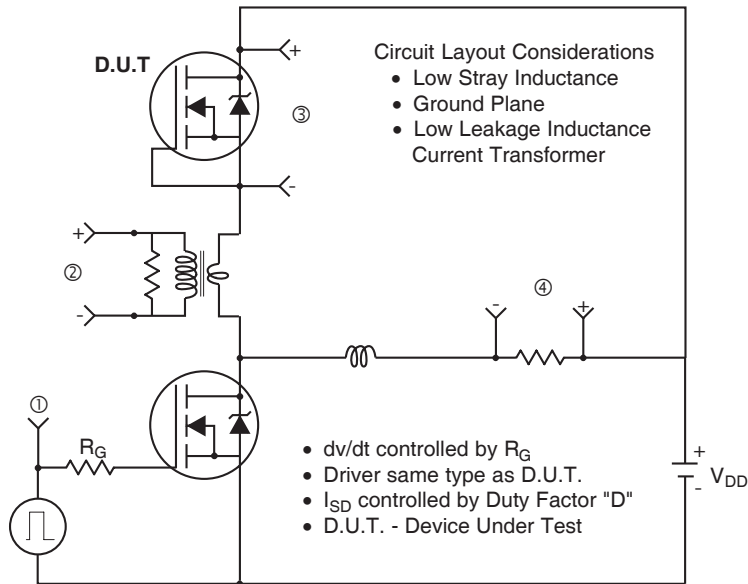 D.U.T
+
③
-
Circuit Layout Considerations
• Low Stray Inductance
• Ground Plane
• Low Leakage Inductance
Current Transformer
+
②
-
④
- +
①
R_G
• dv/dt controlled by R_G
• Driver same type as D.U.T.
• I_SD controlled by Duty Factor "D"
• D.U.T. - Device Under Test
+
V_DD
-